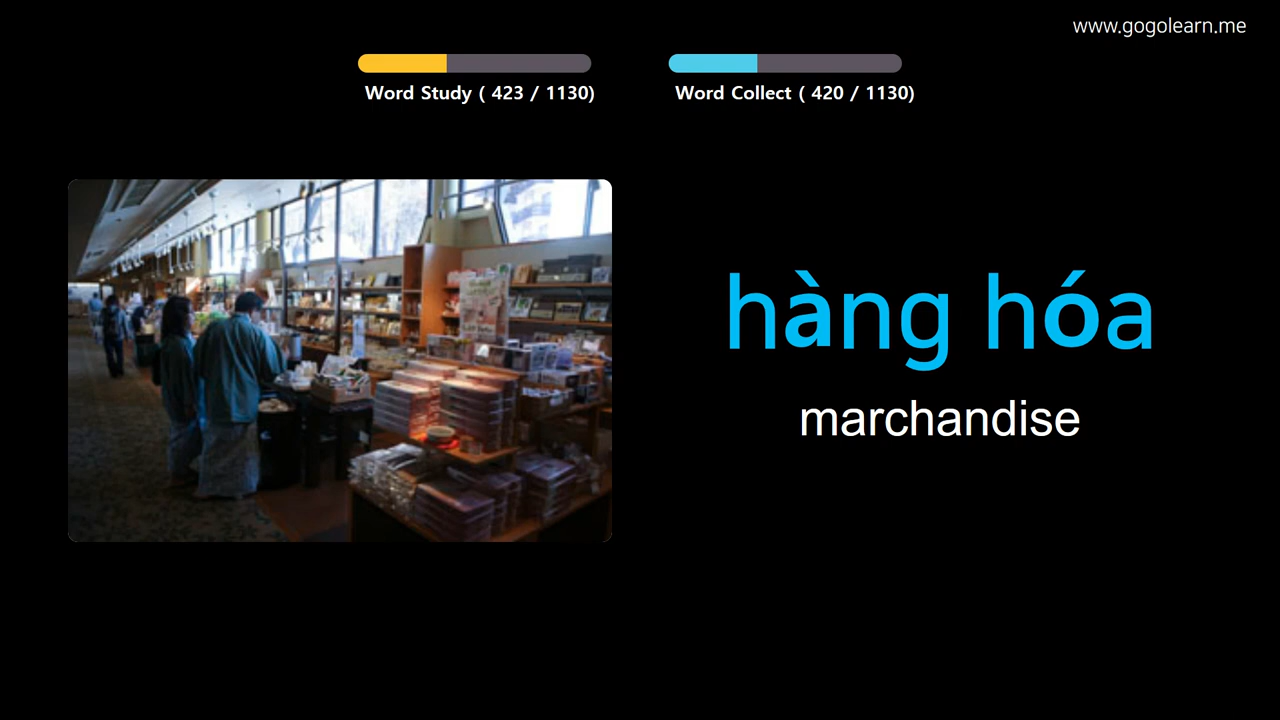 www.gogolearn.me
Word Study ( 423 / 1130)
Word Collect ( 420 / 1130)
hàng hóa
marchandise